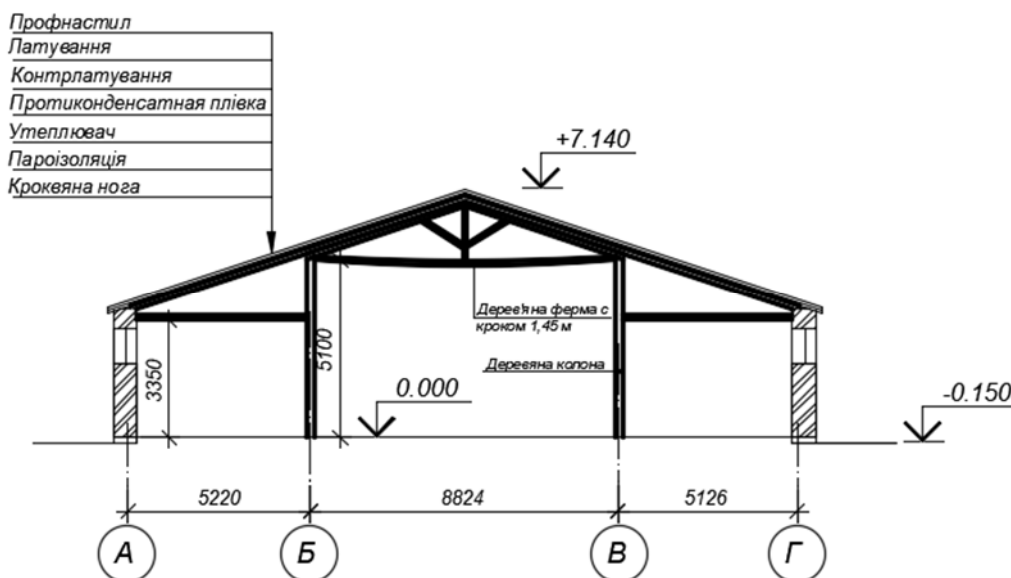 Профнастил
Латування
Контрлатування
Протиконденсатная плівка
Утеплювач
Пароізоляція
Кроквяна нога
+7.140
Дерев'яна ферма с
кроком 1,45 м
Деревяна колона
3350
5100
0.000
-0.150
5220
8824
5126
А
Б
В
Г